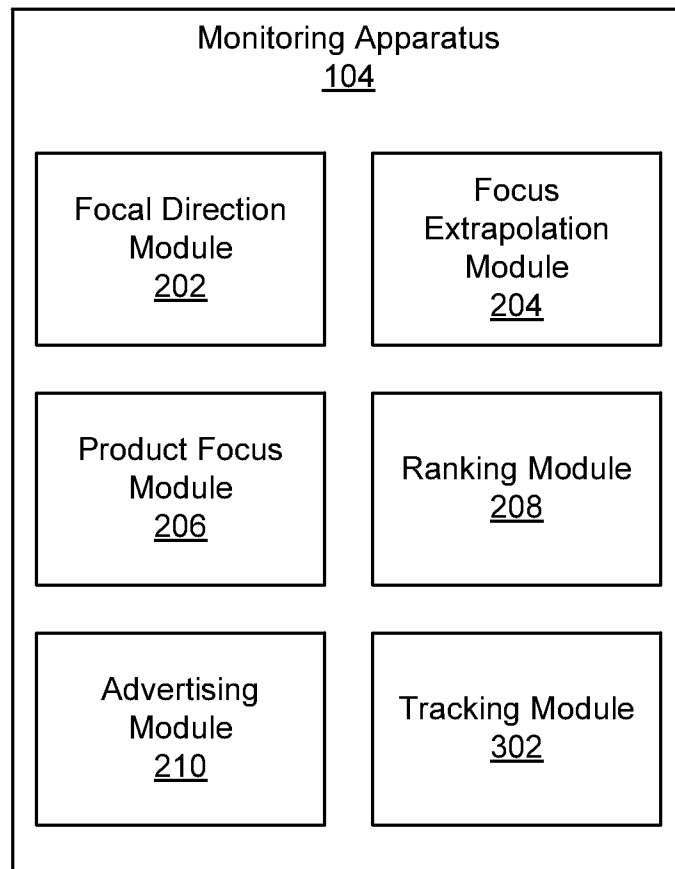 Monitoring Apparatus
104
Focal Direction
Module
202
Focus
Extrapolation
Module
204
Product Focus
Module
206
Ranking Module
208
Advertising
Module
210
Tracking Module
302